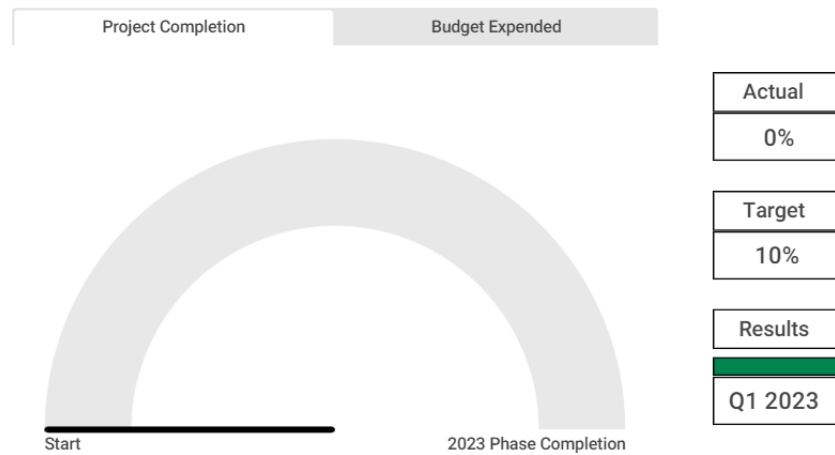 Project Completion
Budget Expended
Actual
0%
Target
10%
Results
Q1 2023
Start
2023 Phase Completion